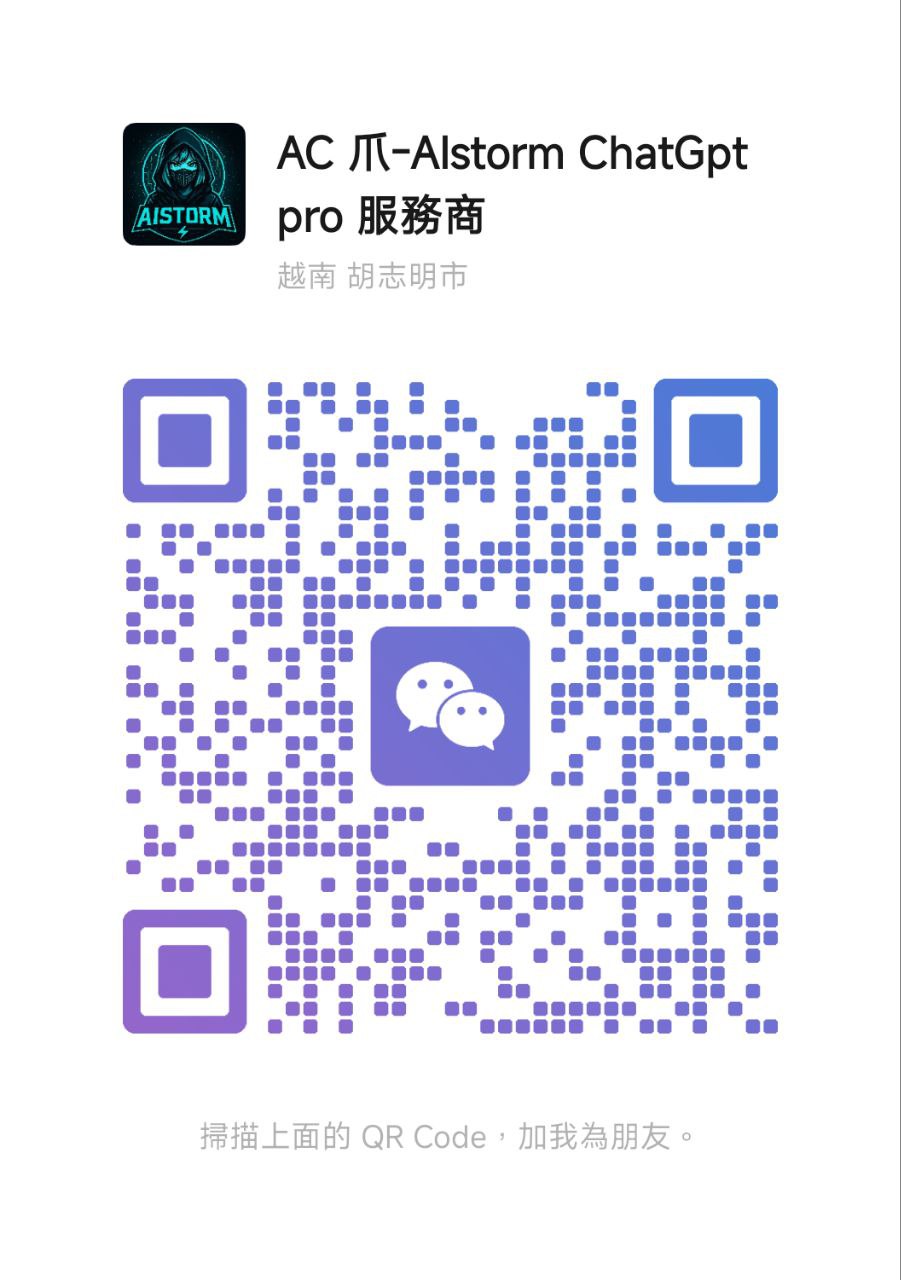 AISTORM
AC 爪-AIstorm ChatGpt
pro 服務商
越南 胡志明市
掃描上面的 QR Code，加我為朋友。